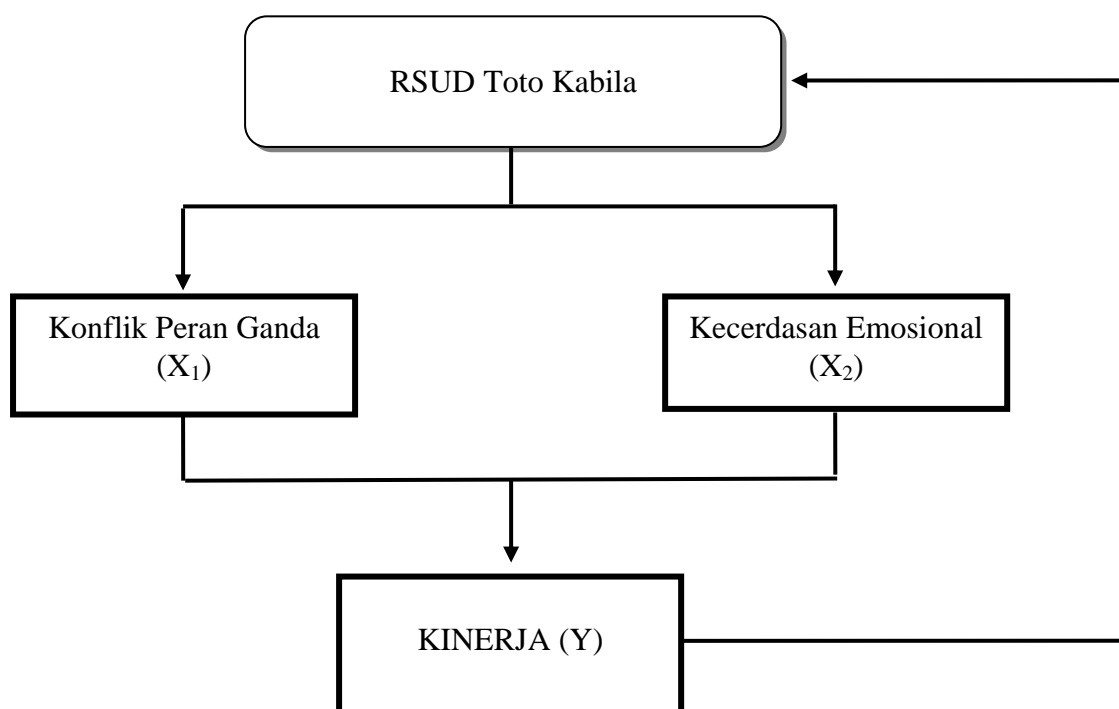 RSUD Toto Kabila
Konflik Peran Ganda
(X₁)
Kecerdasan Emosional
(X₂)
KINERJA (Y)